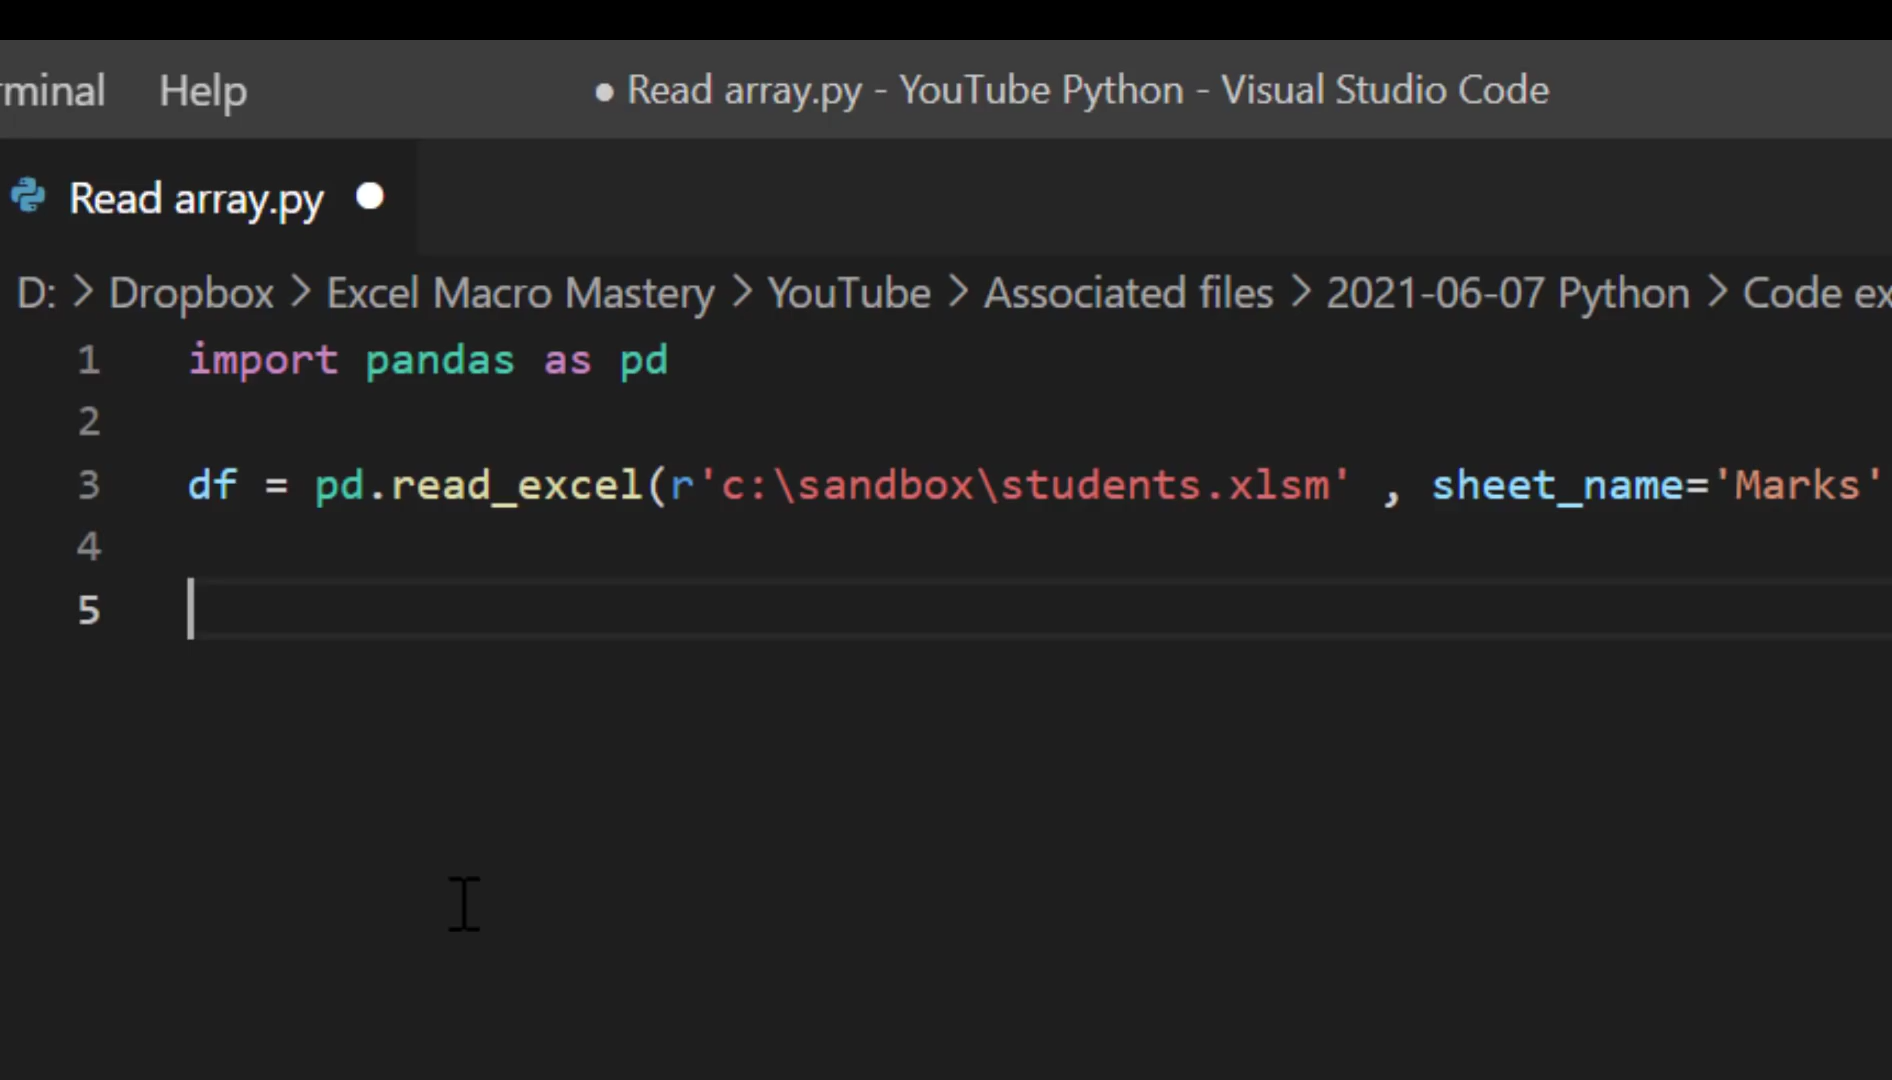 rminal Help ● Read array.py - YouTube Python - Visual Studio Code
Read array.py ●
D: > Dropbox > Excel Macro Mastery > YouTube > Associated files > 2021-06-07 Python > Code ex
1 import pandas as pd
2
3 df = pd.read_excel(r'c:\sandbox\students.xlsm' , sheet_name='Marks'
4
5